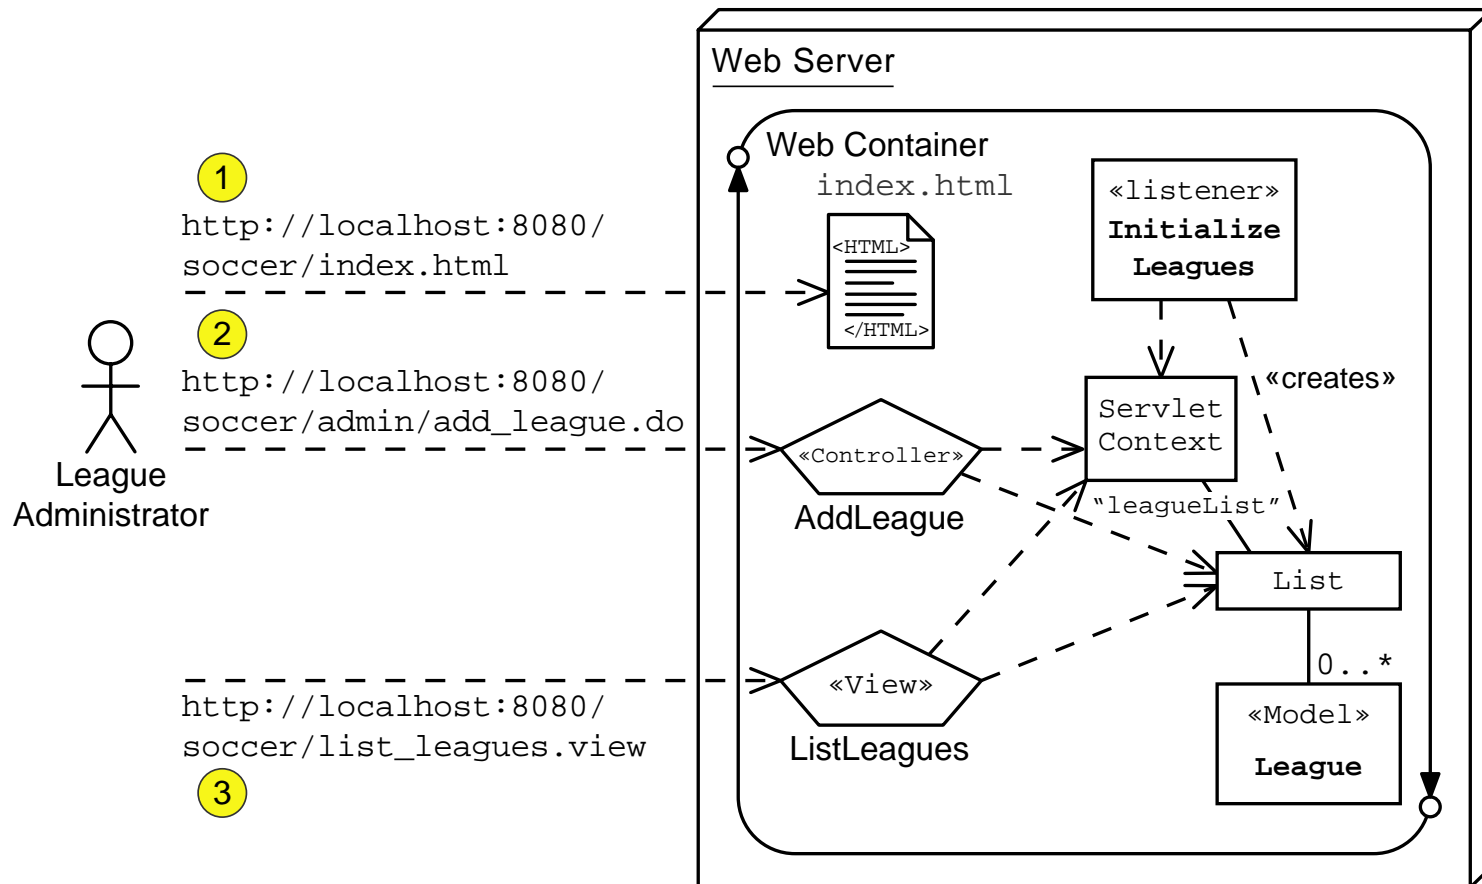 Web Server
Web Container
index.html
<HTML>
</HTML>
«listener»
Initialize
Leagues
1
http://localhost:8080/
soccer/index.html
2
http://localhost:8080/
soccer/admin/add_league.do
League
Administrator
«Controller»
AddLeague
Servlet
Context
«creates»
“leagueList”
List
0..*
«Model»
League
«View»
ListLeagues
http://localhost:8080/
soccer/list_leagues.view
3